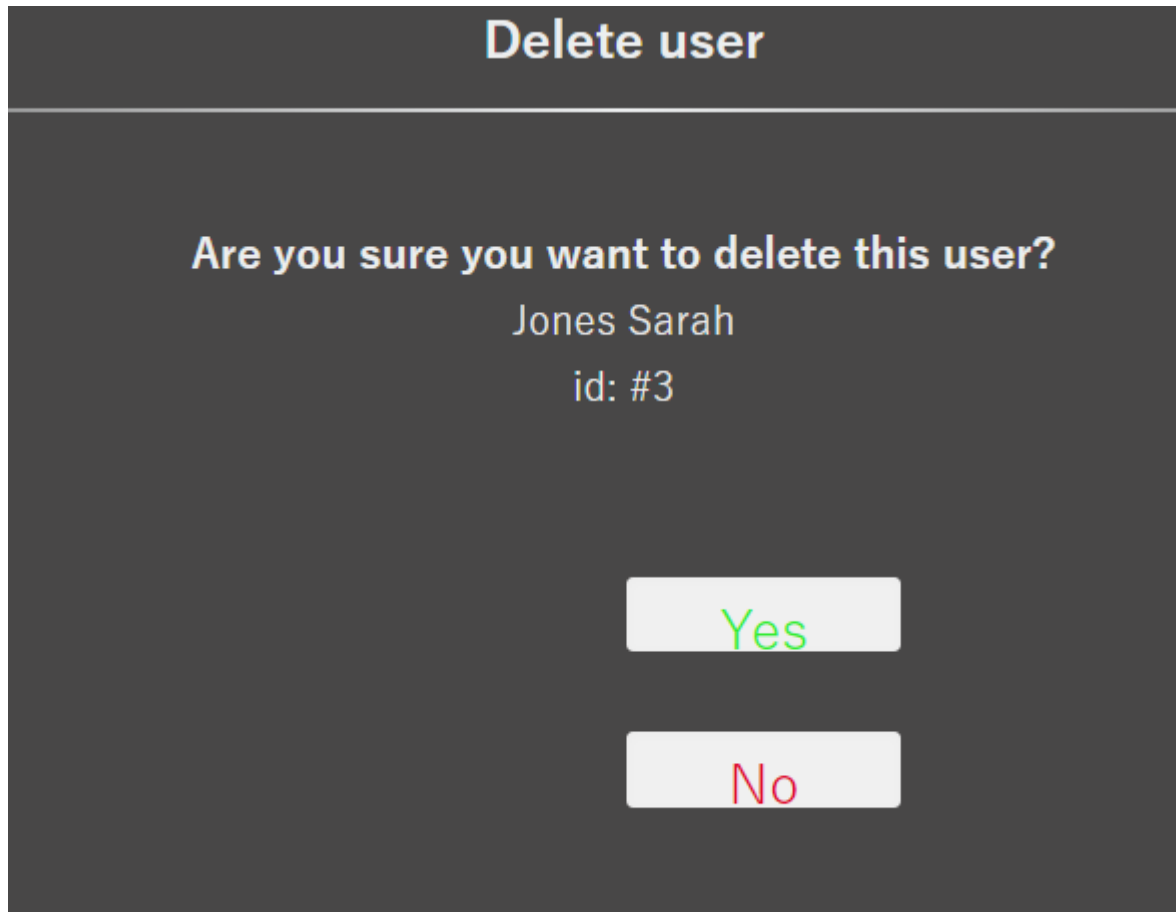 Delete user
Are you sure you want to delete this user?
Jones Sarah
id: #3
Yes
No